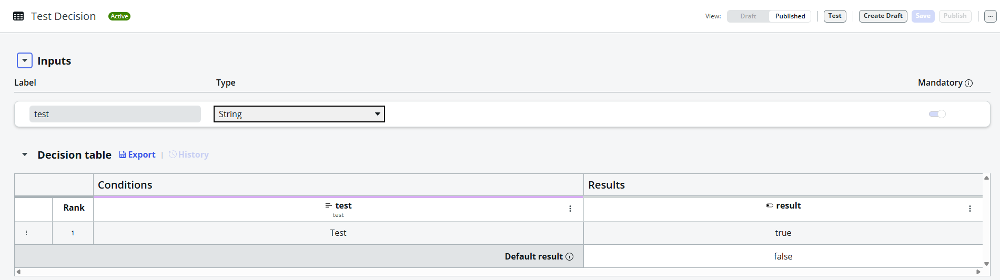 Test Decision Active View: Draft Published Test Create Draft Save Publish ...
Inputs
Label Type Mandatory
test String
Decision table Export | History
Conditions Results
Rank test result
test
1 Test true
Default result false